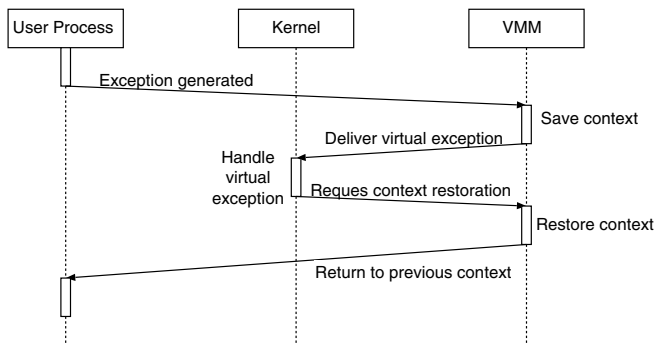 User Process
Kernel
VMM
Exception generated
Save context
Deliver virtual exception
Handle
virtual
exception
Reques context restoration
Restore context
Return to previous context